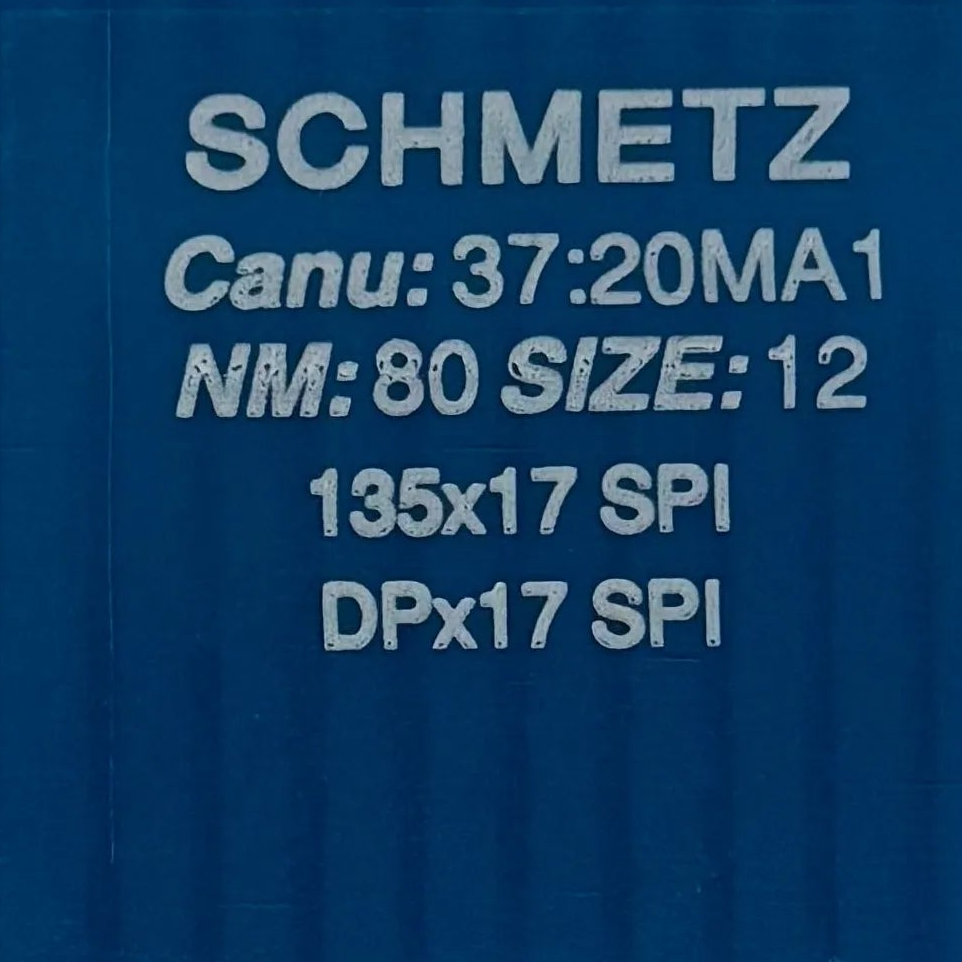 SCHMETZ
Canu: 37:20MA1
NM: 80 SIZE: 12
135x17 SPI
DPx17 SPI